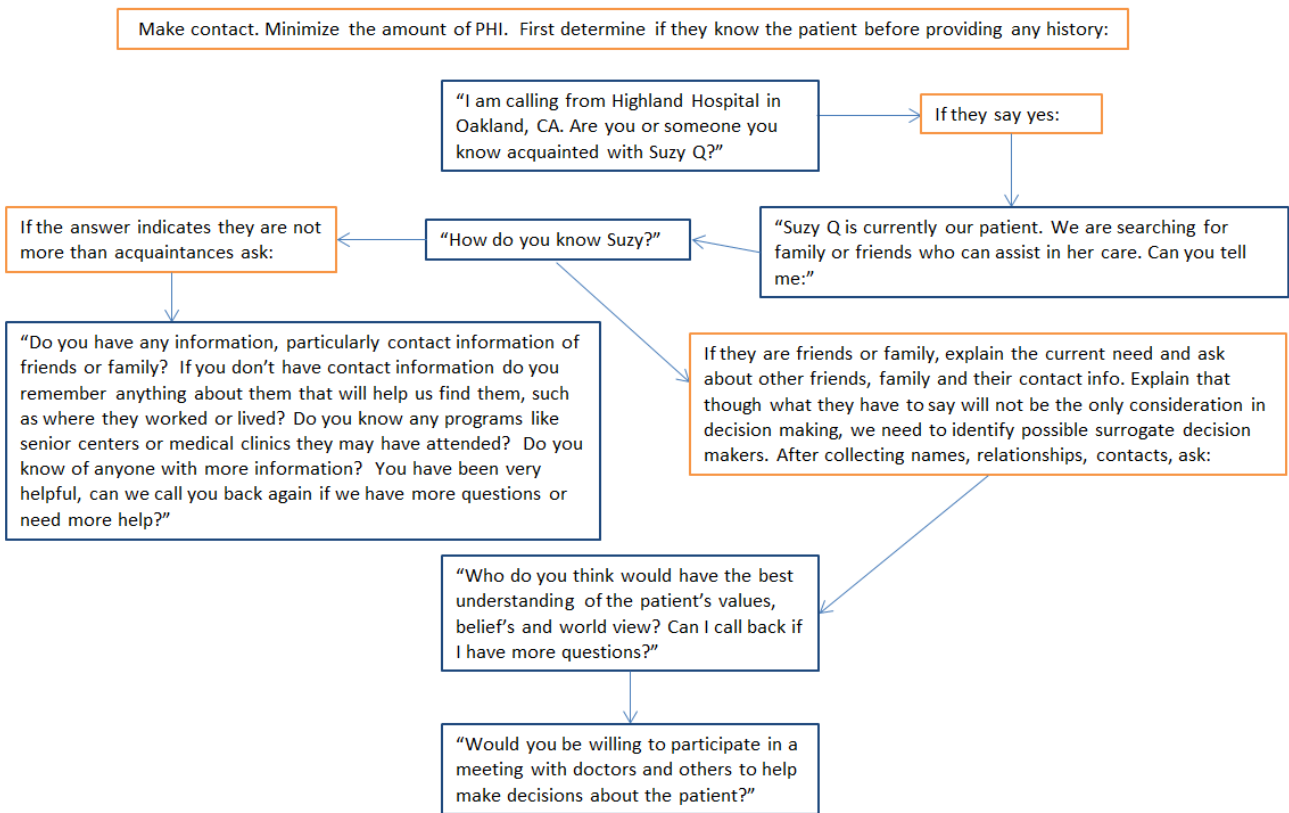 Make contact. Minimize the amount of PHI. First determine if they know the patient before providing any history:
“I am calling from Highland Hospital in
Oakland, CA. Are you or someone you
know acquainted with Suzy Q?”
If they say yes:
“Suzy Q is currently our patient. We are searching for
family or friends who can assist in her care. Can you tell
me:”
“How do you know Suzy?”
If the answer indicates they are not
more than acquaintances ask:
“Do you have any information, particularly contact information of
friends or family? If you don’t have contact information do you
remember anything about them that will help us find them, such
as where they worked or lived? Do you know any programs like
senior centers or medical clinics they may have attended? Do you
know of anyone with more information? You have been very
helpful, can we call you back again if we have more questions or
need more help?”
If they are friends or family, explain the current need and ask
about other friends, family and their contact info. Explain that
though what they have to say will not be the only consideration in
decision making, we need to identify possible surrogate decision
makers. After collecting names, relationships, contacts, ask:
“Who do you think would have the best
understanding of the patient’s values,
belief’s and world view? Can I call back if
I have more questions?”
“Would you be willing to participate in a
meeting with doctors and others to help
make decisions about the patient?”